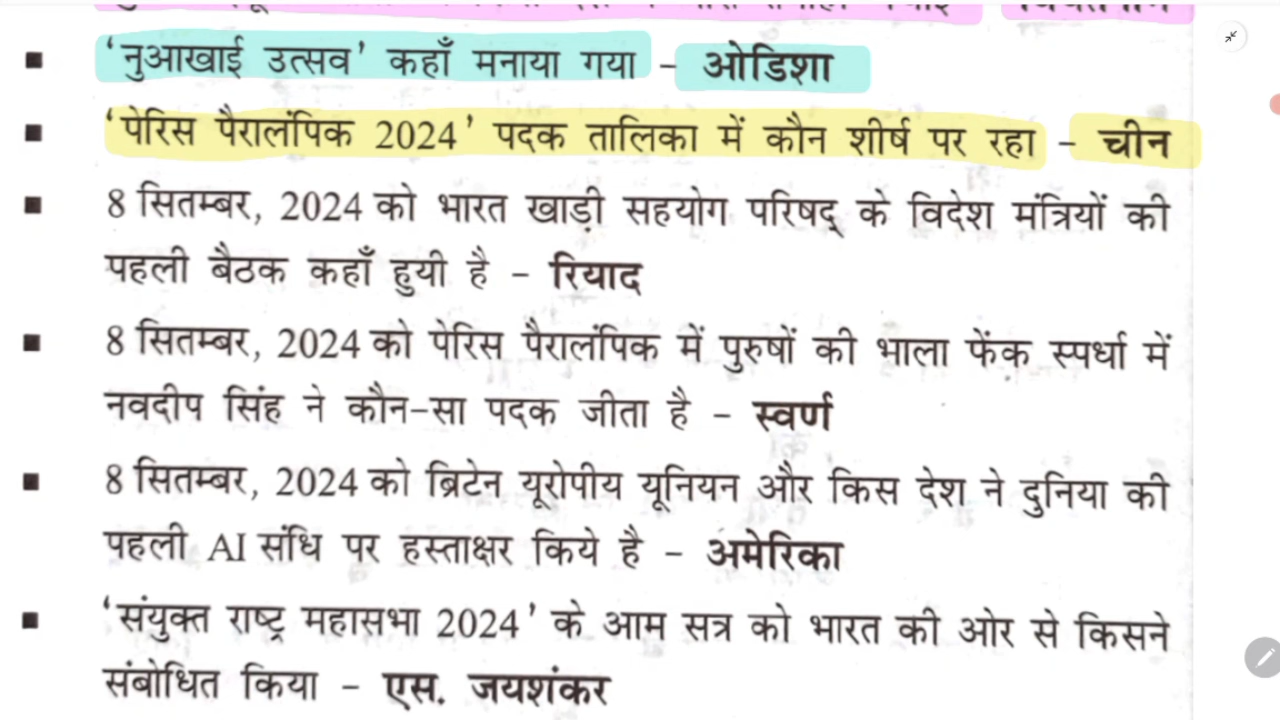 ■ ‘नुआखाई उत्सव’ कहाँ मनाया गया – ओडिशा
■ ‘पेरिस पैरालंपिक 2024’ पदक तालिका में कौन शीर्ष पर रहा – चीन
■ 8 सितम्बर, 2024 को भारत खाड़ी सहयोग परिषद् के विदेश मंत्रियों की
पहली बैठक कहाँ हुयी है – रियाद
■ 8 सितम्बर, 2024 को पेरिस पैरालंपिक में पुरुषों की भाला फेंक स्पर्धा में
नवदीप सिंह ने कौन-सा पदक जीता है – स्वर्ण
■ 8 सितम्बर, 2024 को ब्रिटेन यूरोपीय यूनियन और किस देश ने दुनिया की
पहली AI संधि पर हस्ताक्षर किये है – अमेरिका
■ ‘संयुक्त राष्ट्र महासभा 2024’ के आम सत्र को भारत की ओर से किसने
संबोधित किया – एस. जयशंकर